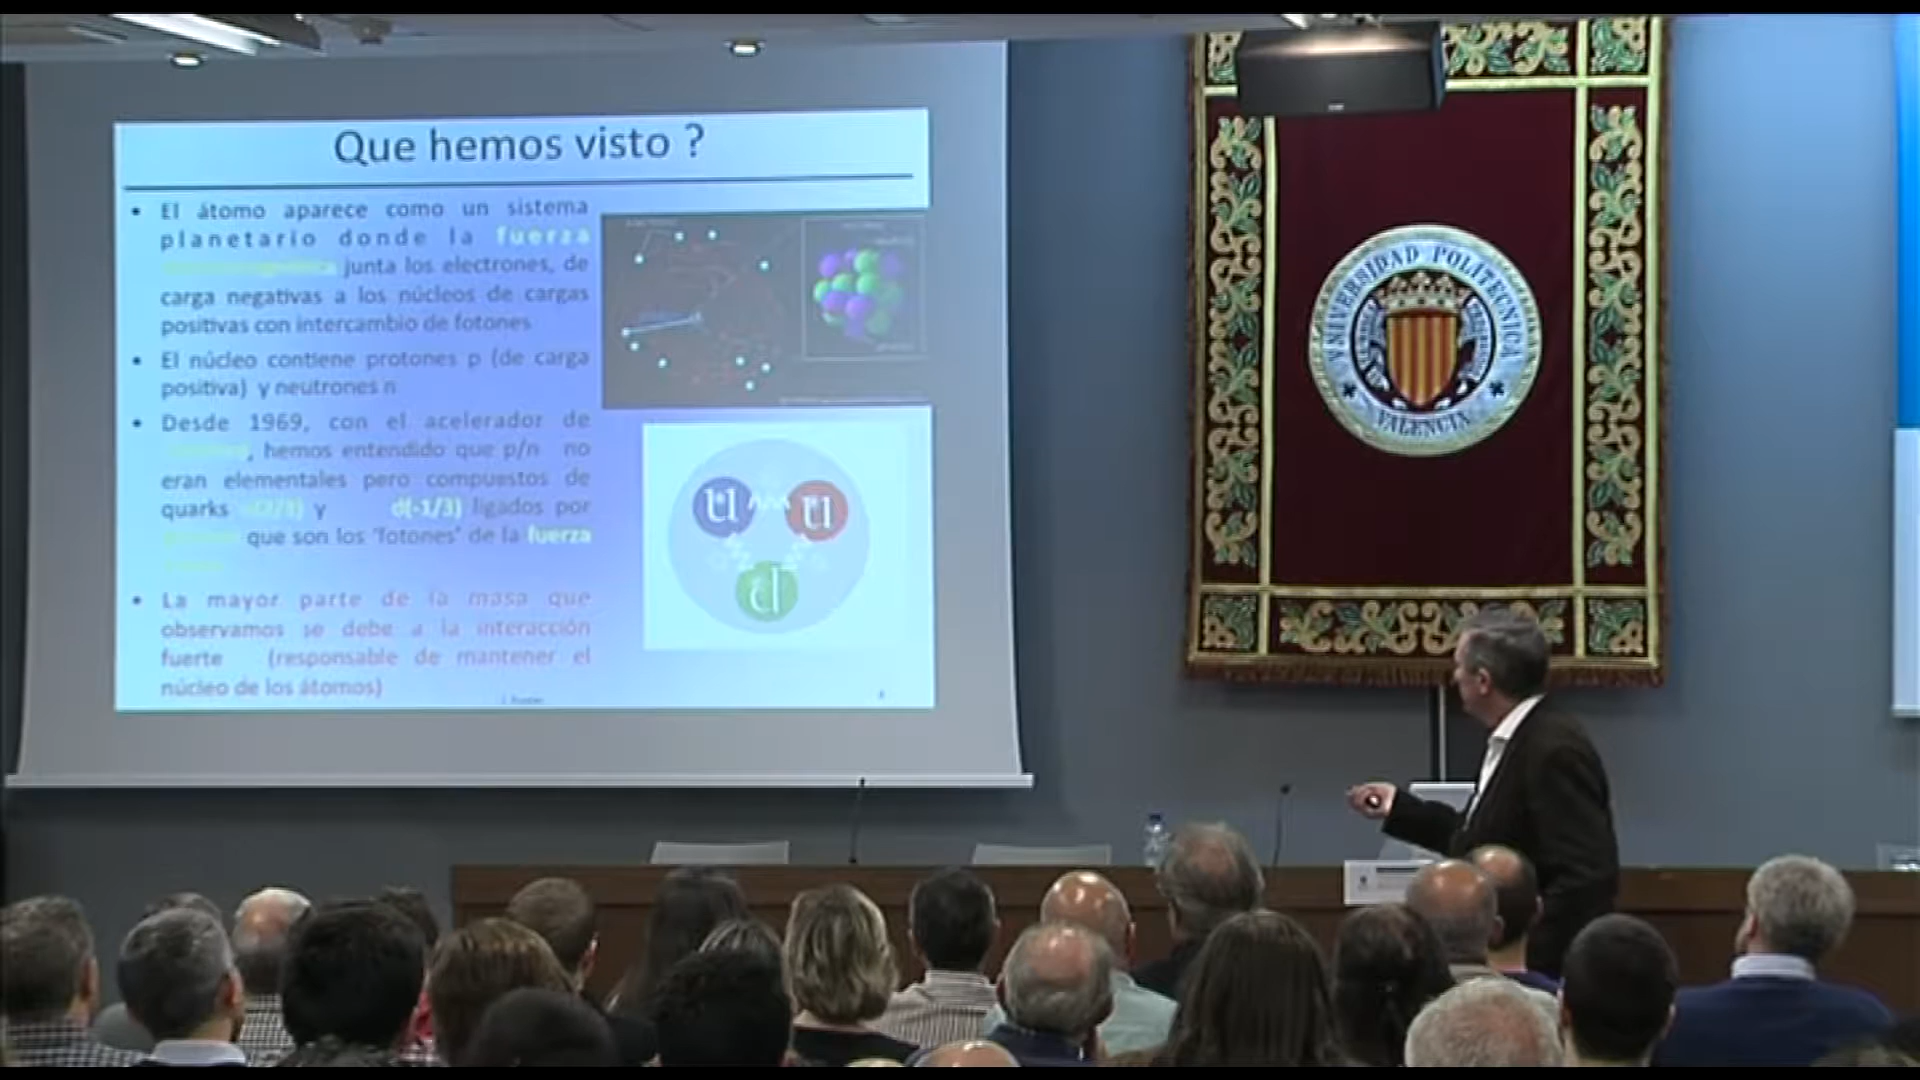 Que hemos visto ?
• El átomo aparece como un sistema
planetario donde la fuerza
junta los electrones, de
carga negativas a los núcleos de cargas
positivas con intercambio de fotones
• El núcleo contiene protones p (de carga
positiva) y neutrones n
• Desde 1969, con el acelerador de
, hemos entendido que p/n no
eran elementales pero compuestos de
quarks u(2/3) y d(-1/3) ligados por
que son los 'fotones' de la fuerza
• La mayor parte de la masa que
observamos se debe a la interacción
fuerte (responsable de mantener el
núcleo de los átomos)
u u
d
VNIVERSIDAD POLITECNICA
VALENCIA